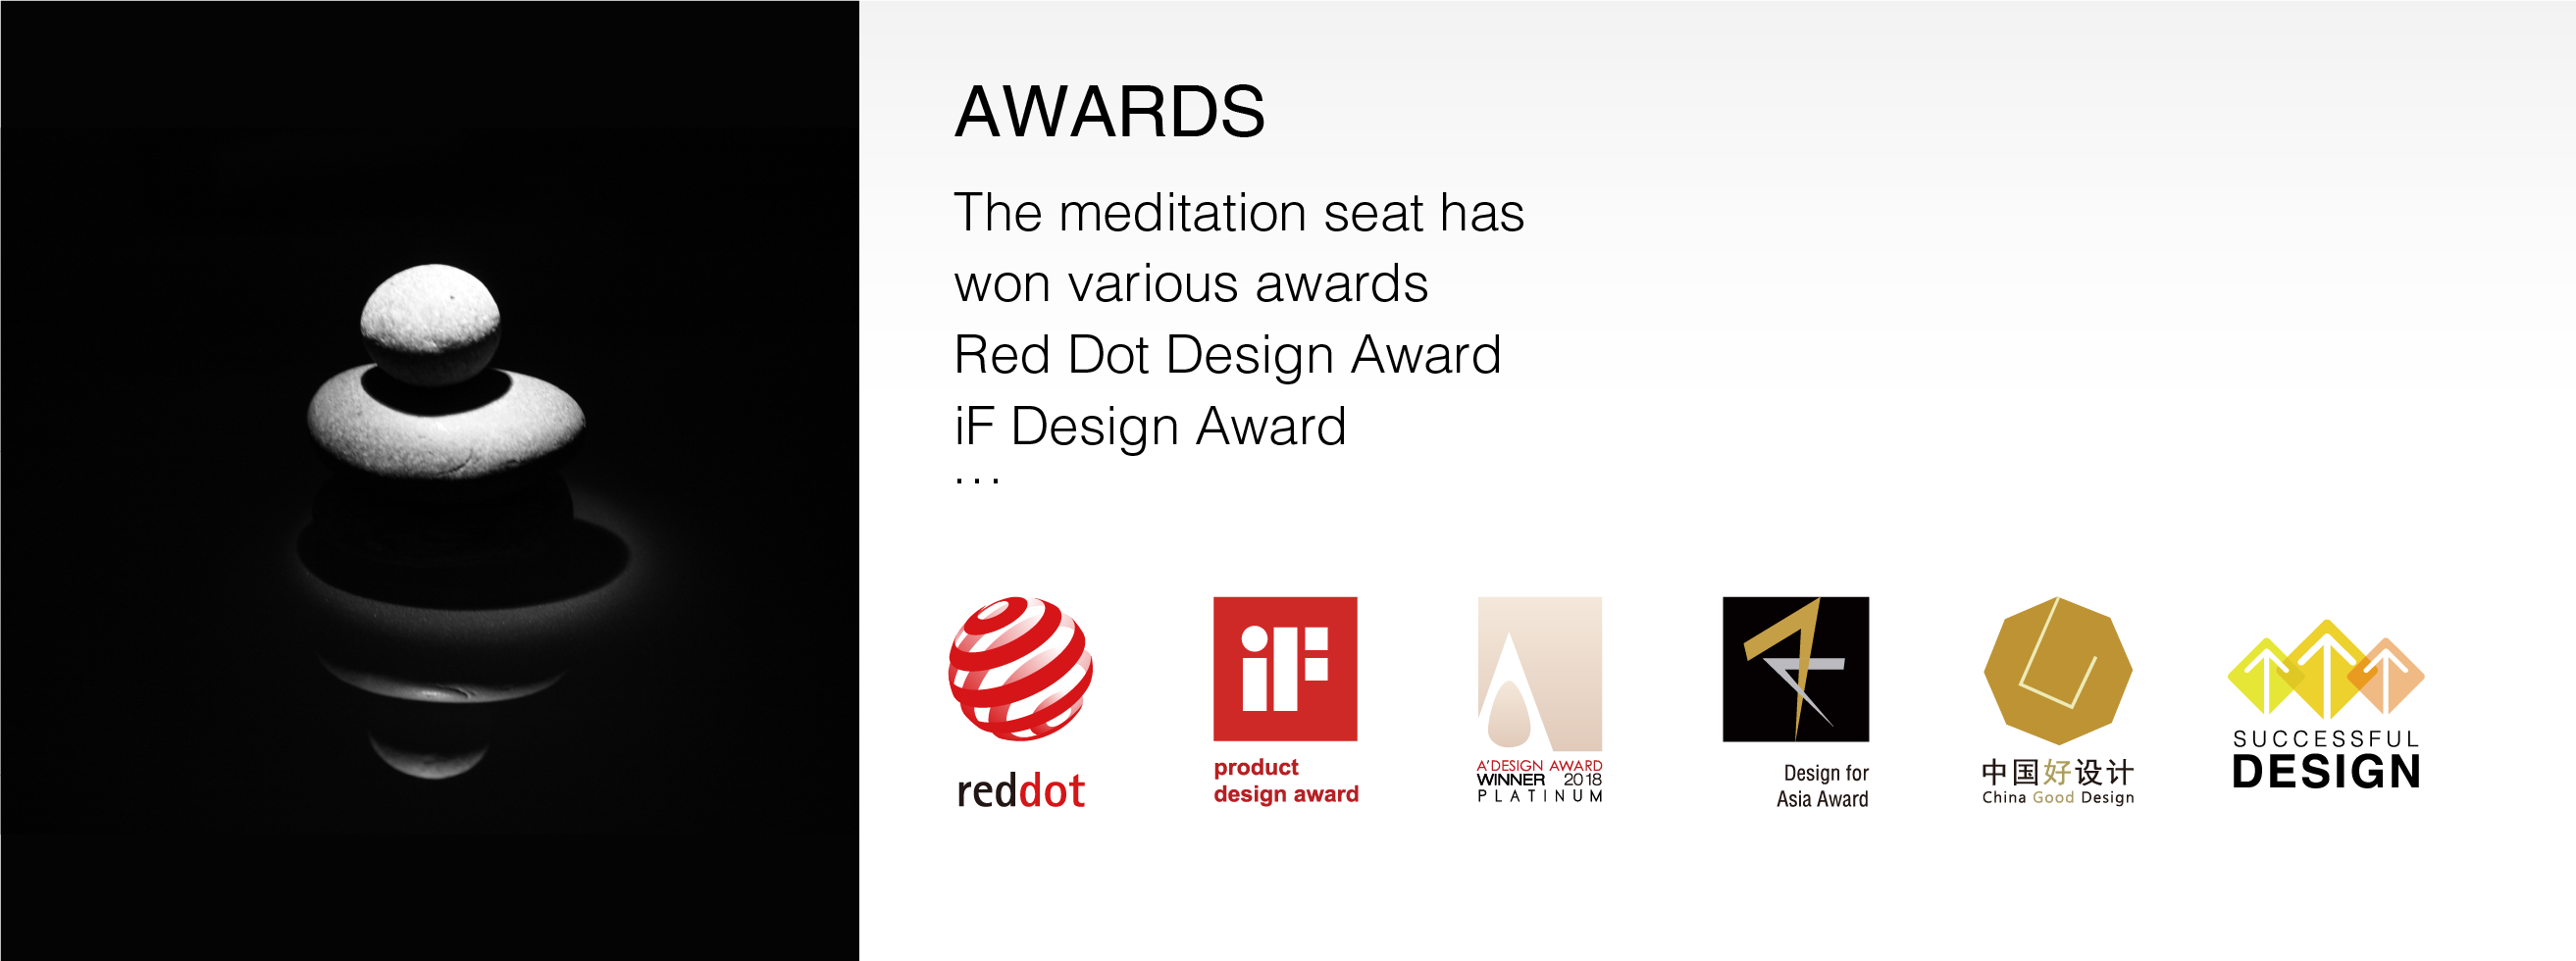 AWARDS
The meditation seat has
won various awards
Red Dot Design Award
iF Design Award
...
reddot
iF
product
design award
A'DESIGN AWARD
WINNER 2018
PLATINUM
Design for
Asia Award
中国好设计
China Good Design
SUCCESSFUL
DESIGN